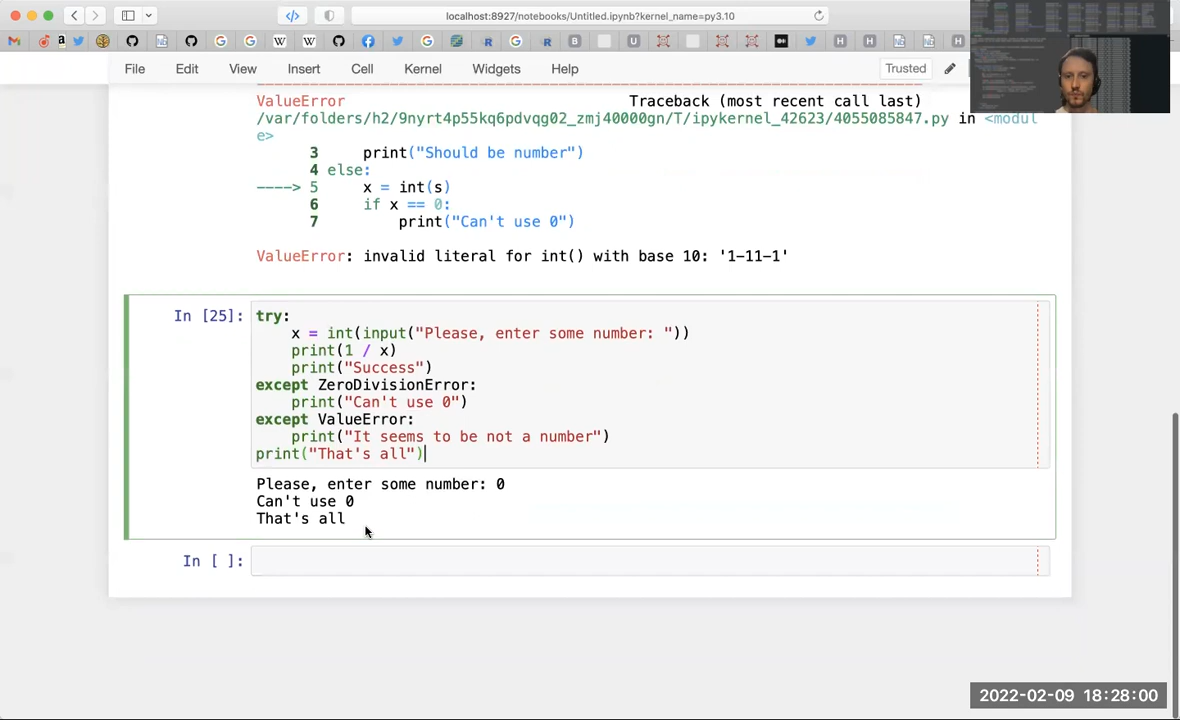 localhost:8927/notebooks/Untitled.ipynb?kernel_name=py3.10
File Edit View Insert Cell Kernel Widgets Help Trusted
ValueError Traceback (most recent call last)
/var/folders/h2/9nyrt4p55kq6pdvqg02_zmj40000gn/T/ipykernel_42623/4055085847.py in <modul
e>
3 print("Should be number")
4 else:
----> 5 x = int(s)
6 if x == 0:
7 print("Can't use 0")
ValueError: invalid literal for int() with base 10: '1-11-1'
In [25]: try:
x = int(input("Please, enter some number: "))
print(1 / x)
print("Success")
except ZeroDivisionError:
print("Can't use 0")
except ValueError:
print("It seems to be not a number")
print("That's all")
Please, enter some number: 0
Can't use 0
That's all
In [ ]:
2022-02-09 18:28:00